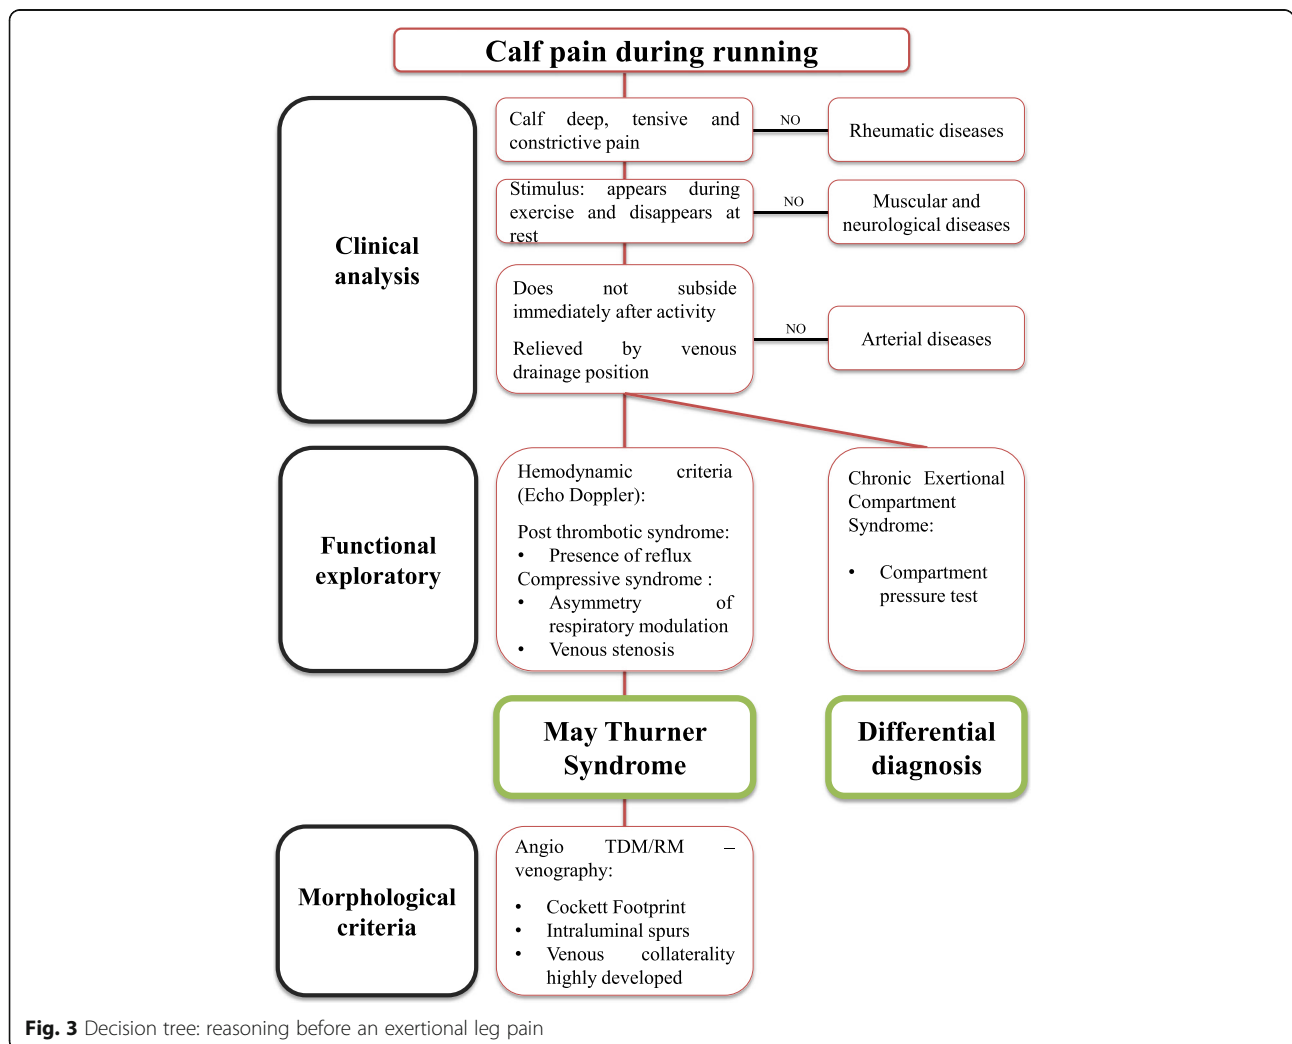 Calf pain during running
Clinical
analysis
Calf deep, tensive and
constrictive pain
NO
Rheumatic diseases
Stimulus: appears during
exercise and disappears at
rest
NO
Muscular and
neurological diseases
Does not subside
immediately after activity
Relieved by venous
drainage position
NO
Arterial diseases
Functional
exploratory
Hemodynamic criteria
(Echo Doppler):
Post thrombotic syndrome:
• Presence of reflux
Compressive syndrome :
• Asymmetry of
respiratory modulation
• Venous stenosis
Chronic Exertional
Compartment
Syndrome:
• Compartment
pressure test
May Thurner
Syndrome
Differential
diagnosis
Morphological
criteria
Angio TDM/RM –
venography:
• Cockett Footprint
• Intraluminal spurs
• Venous collaterality
highly developed
Fig. 3 Decision tree: reasoning before an exertional leg pain